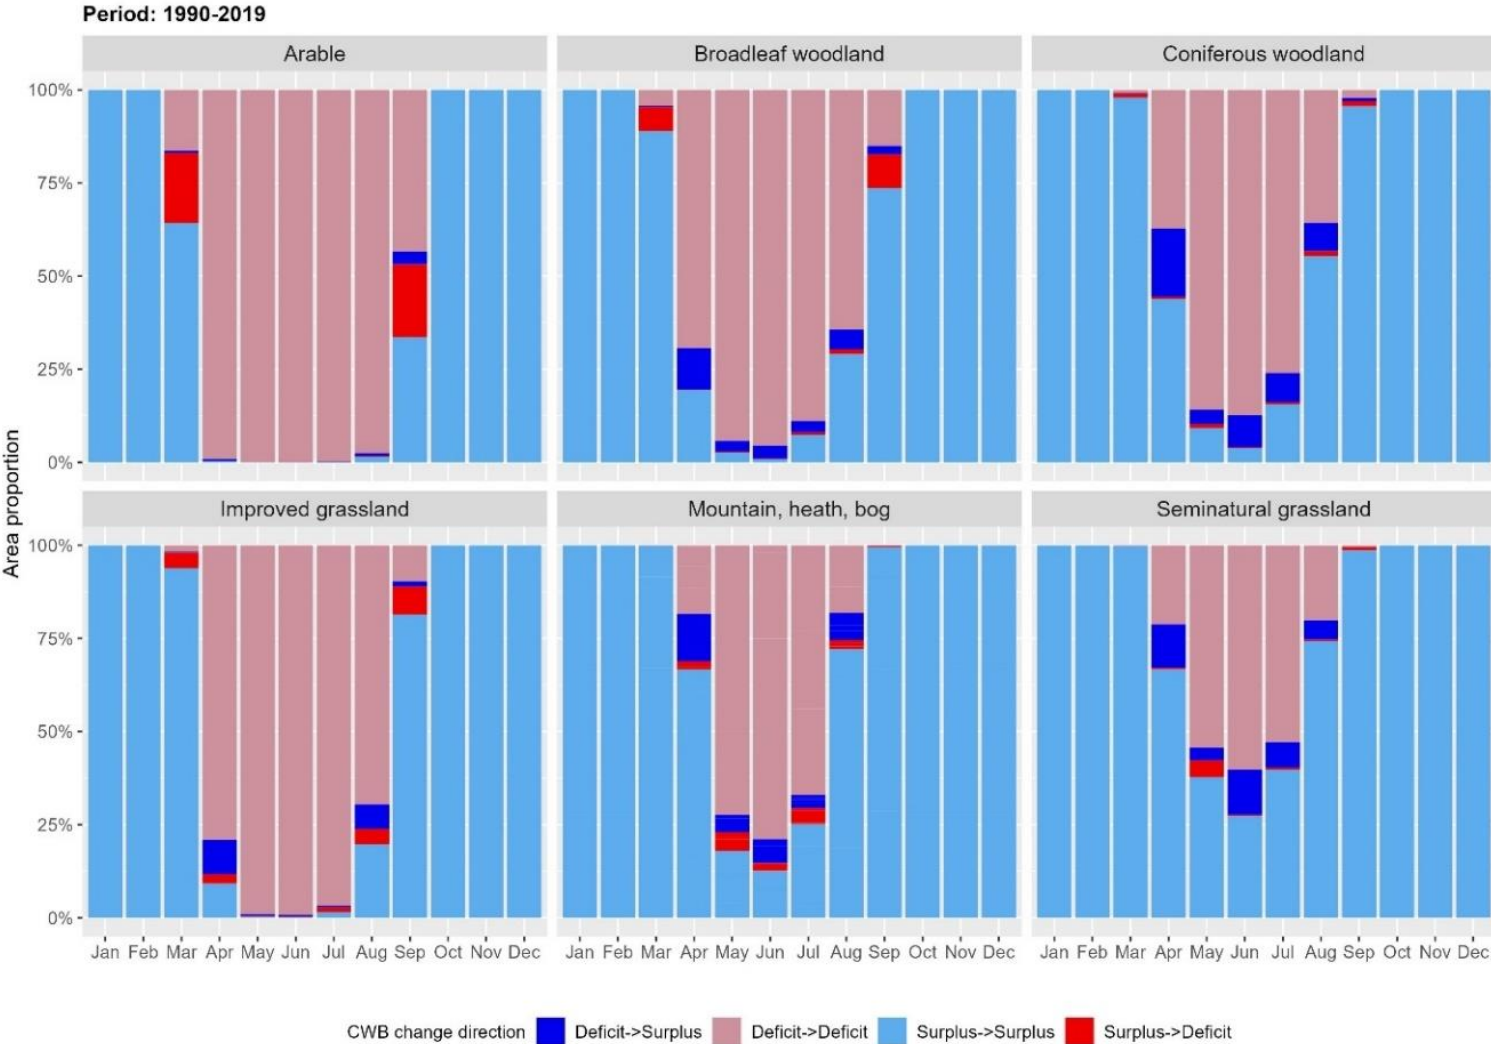 Period: 1990-2019
Arable
Broadleaf woodland
Coniferous woodland
100%
75%
50%
25%
0%
Area proportion
Improved grassland
Mountain, heath, bog
Seminatural grassland
100%
75%
50%
25%
0%
Jan Feb Mar Apr May Jun Jul Aug Sep Oct Nov Dec
Jan Feb Mar Apr May Jun Jul Aug Sep Oct Nov Dec
Jan Feb Mar Apr May Jun Jul Aug Sep Oct Nov Dec
CWB change direction Deficit->Surplus Deficit->Deficit Surplus->Surplus Surplus->Deficit